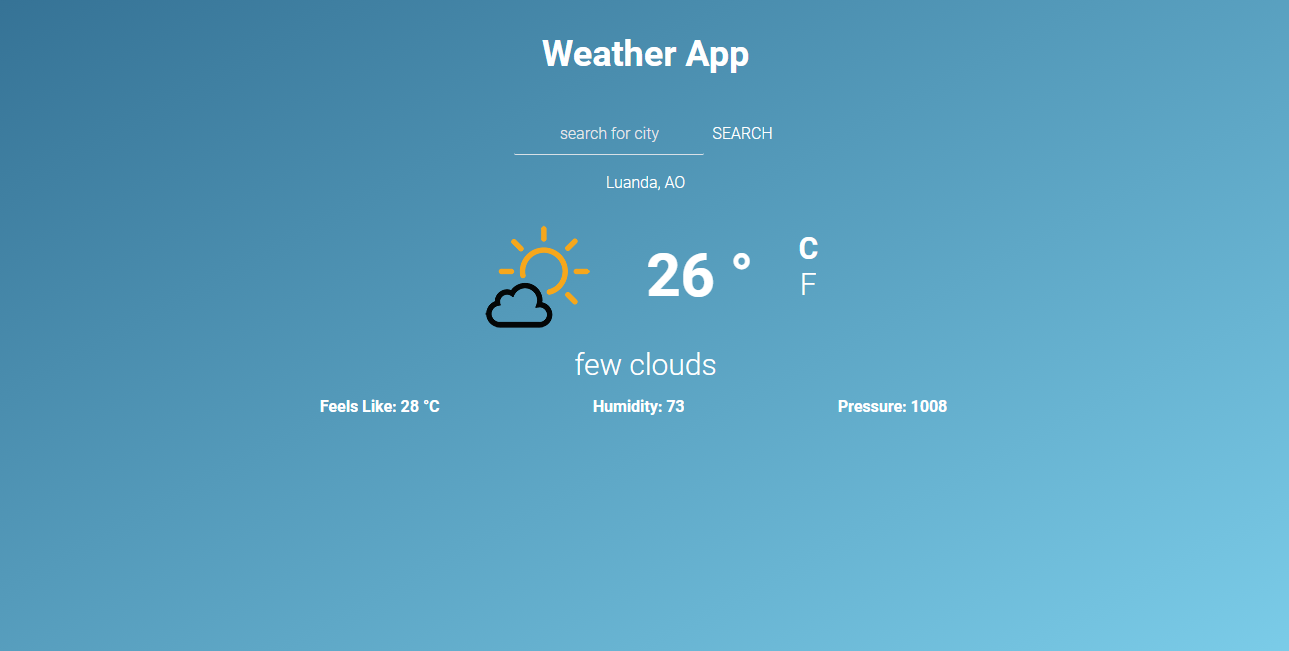 Weather App
search for city SEARCH
Luanda, AO
26 ° C
F
few clouds
Feels Like: 28 °C Humidity: 73 Pressure: 1008